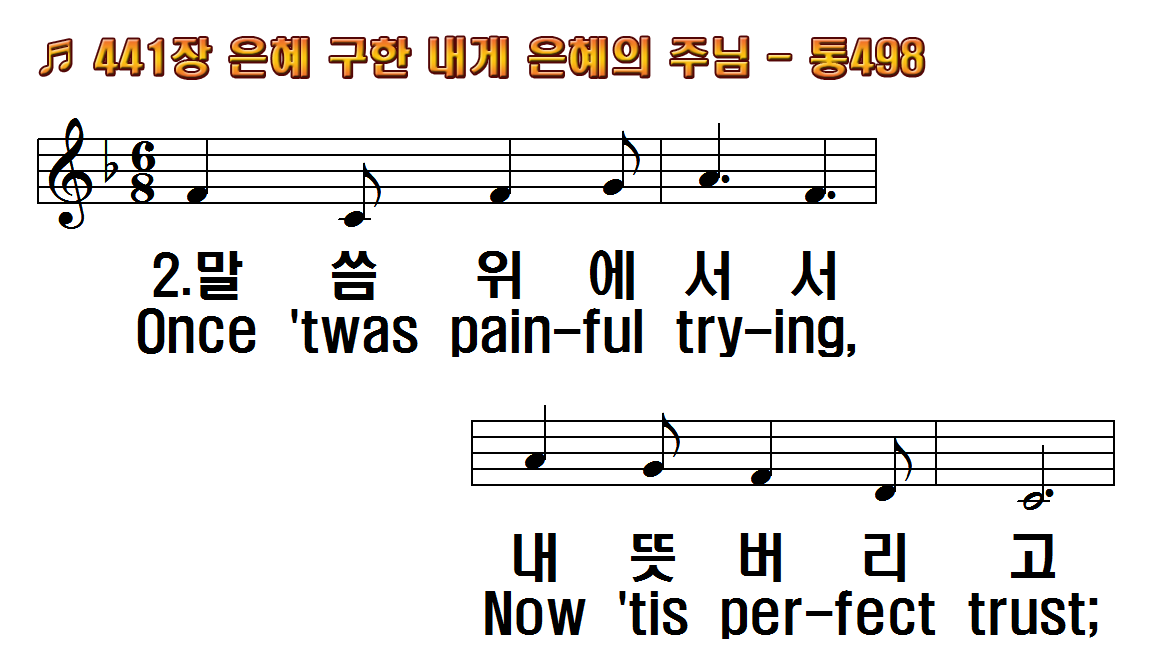 ♬ 441장 은혜 구한 내게 은혜의 주님 - 통498
6
8
2.말 씀 위 에 서 서
Once 'twas pain-ful try-ing,
내 뜻 버 리 고
Now 'tis per-fect trust;